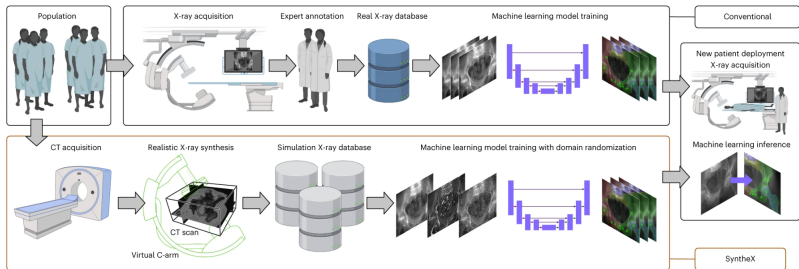 Population
X-ray acquisition
Expert annotation
Real X-ray database
Machine learning model training
Conventional
New patient deployment
X-ray acquisition
Machine learning inference
CT acquisition
Realistic X-ray synthesis
Simulation X-ray database
Machine learning model training with domain randomization
CT scan
Virtual C-arm
SyntheX